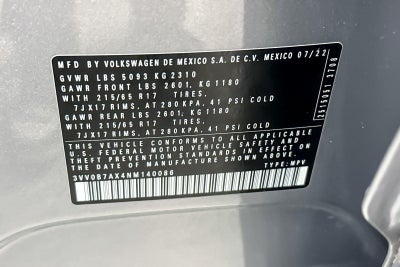 MFD. BY VOLKSWAGEN DE MEXICO S.A. DE C.V. MEXICO 07/22
GVWR LBS 5093 KG 2310
GAWR FRONT LBS 2601, KG 1180
WITH 215/65 R17 TIRES,
7JX17 RIMS, AT 280KPA, 41 PSI COLD
GAWR REAR LBS 2601, KG 1180
WITH 215/65 R17 TIRES,
7JX17 RIMS, AT 280 KPA, 41 PSI COLD
THIS VEHICLE CONFORMS TO ALL APPLICABLE
U.S. FEDERAL MOTOR VEHICLE SAFETY AND
THEFT PREVENTION STANDARDS IN EFFECT ON
THE DATE OF MANUFACTURE SHOWN ABOVE.
3VV0B7AX4NM140086 TYPE:MPV